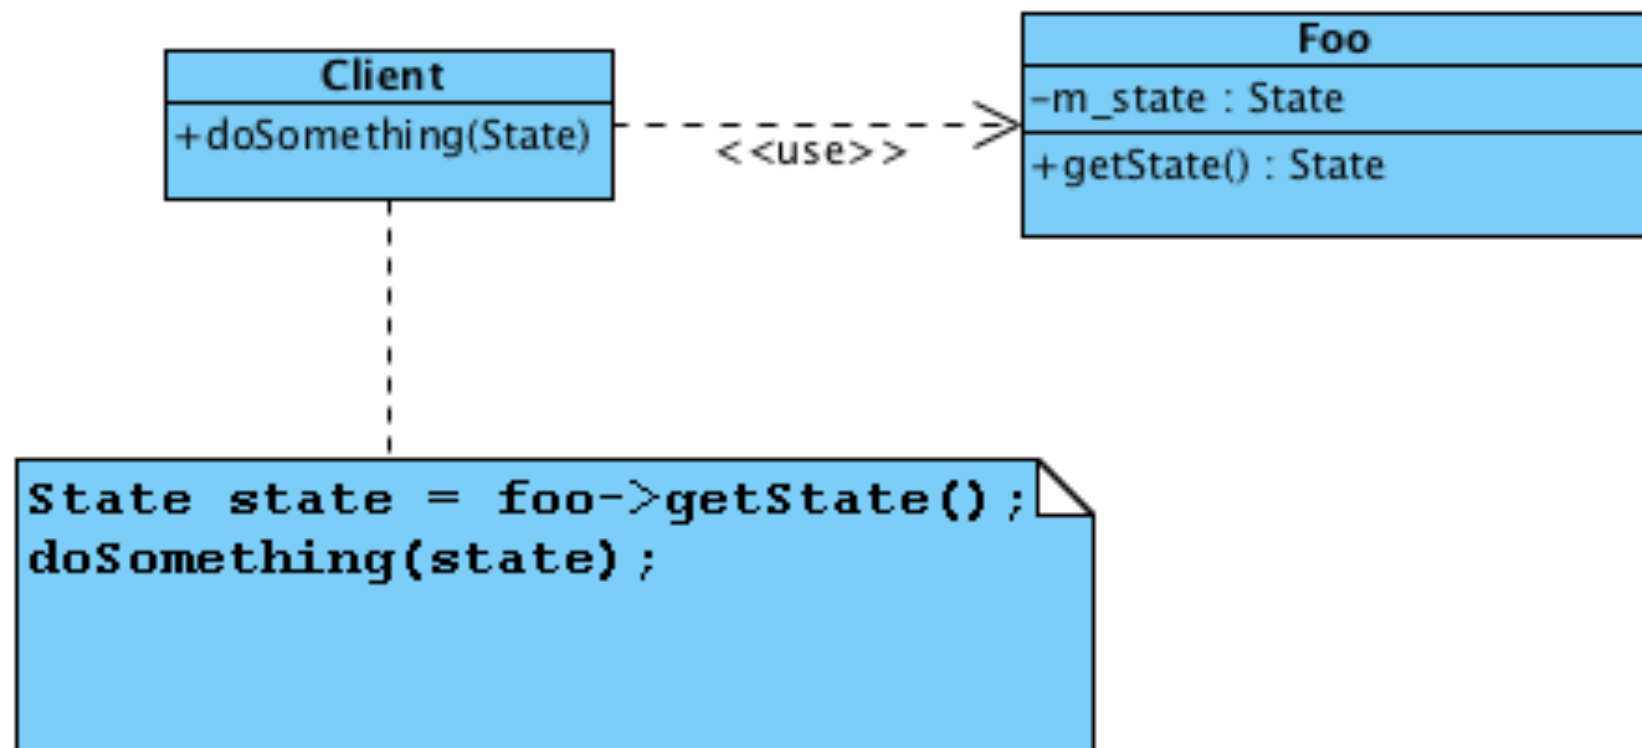 Client
+doSomething(State)
<<use>>
Foo
-m_state : State
+getState() : State
State state = foo->getState();
doSomething(state);